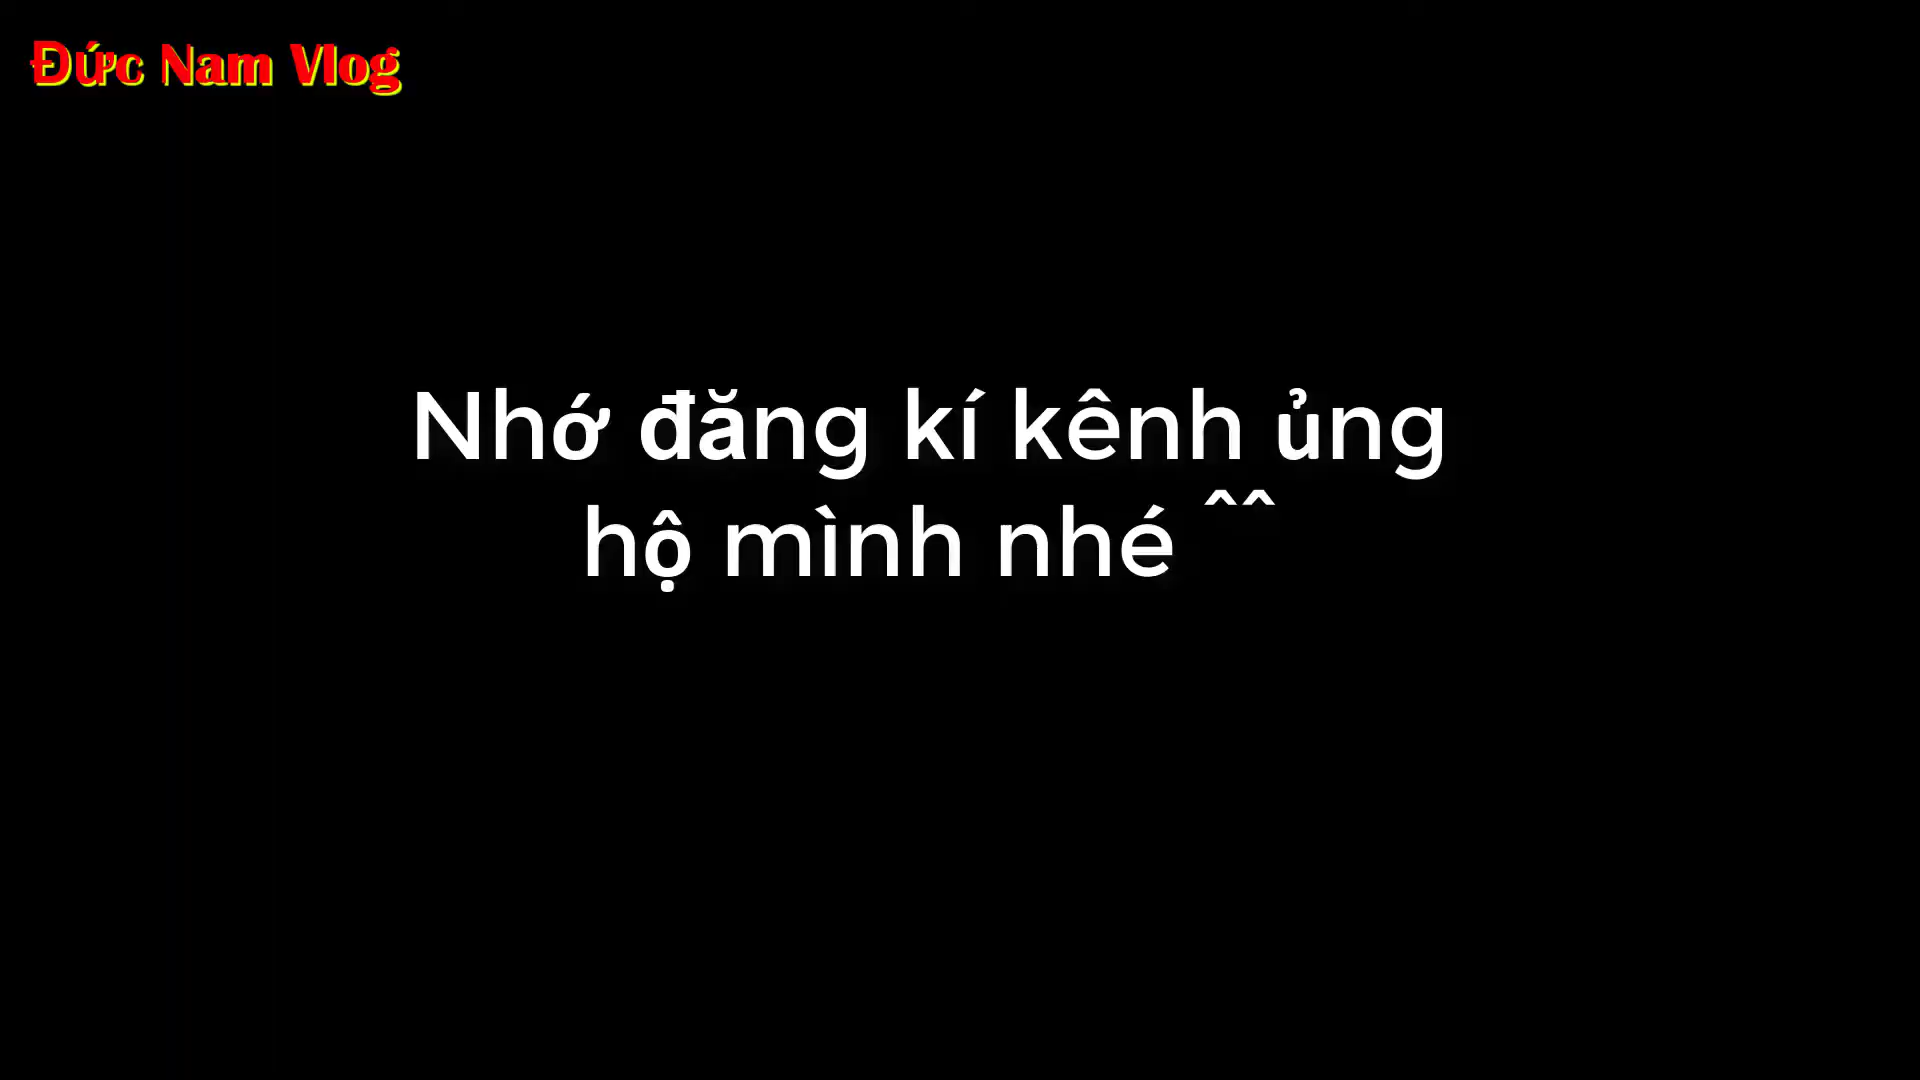 Đức Nam Vlog
Nhớ đăng kí kênh ủng
hộ mình nhé ^^